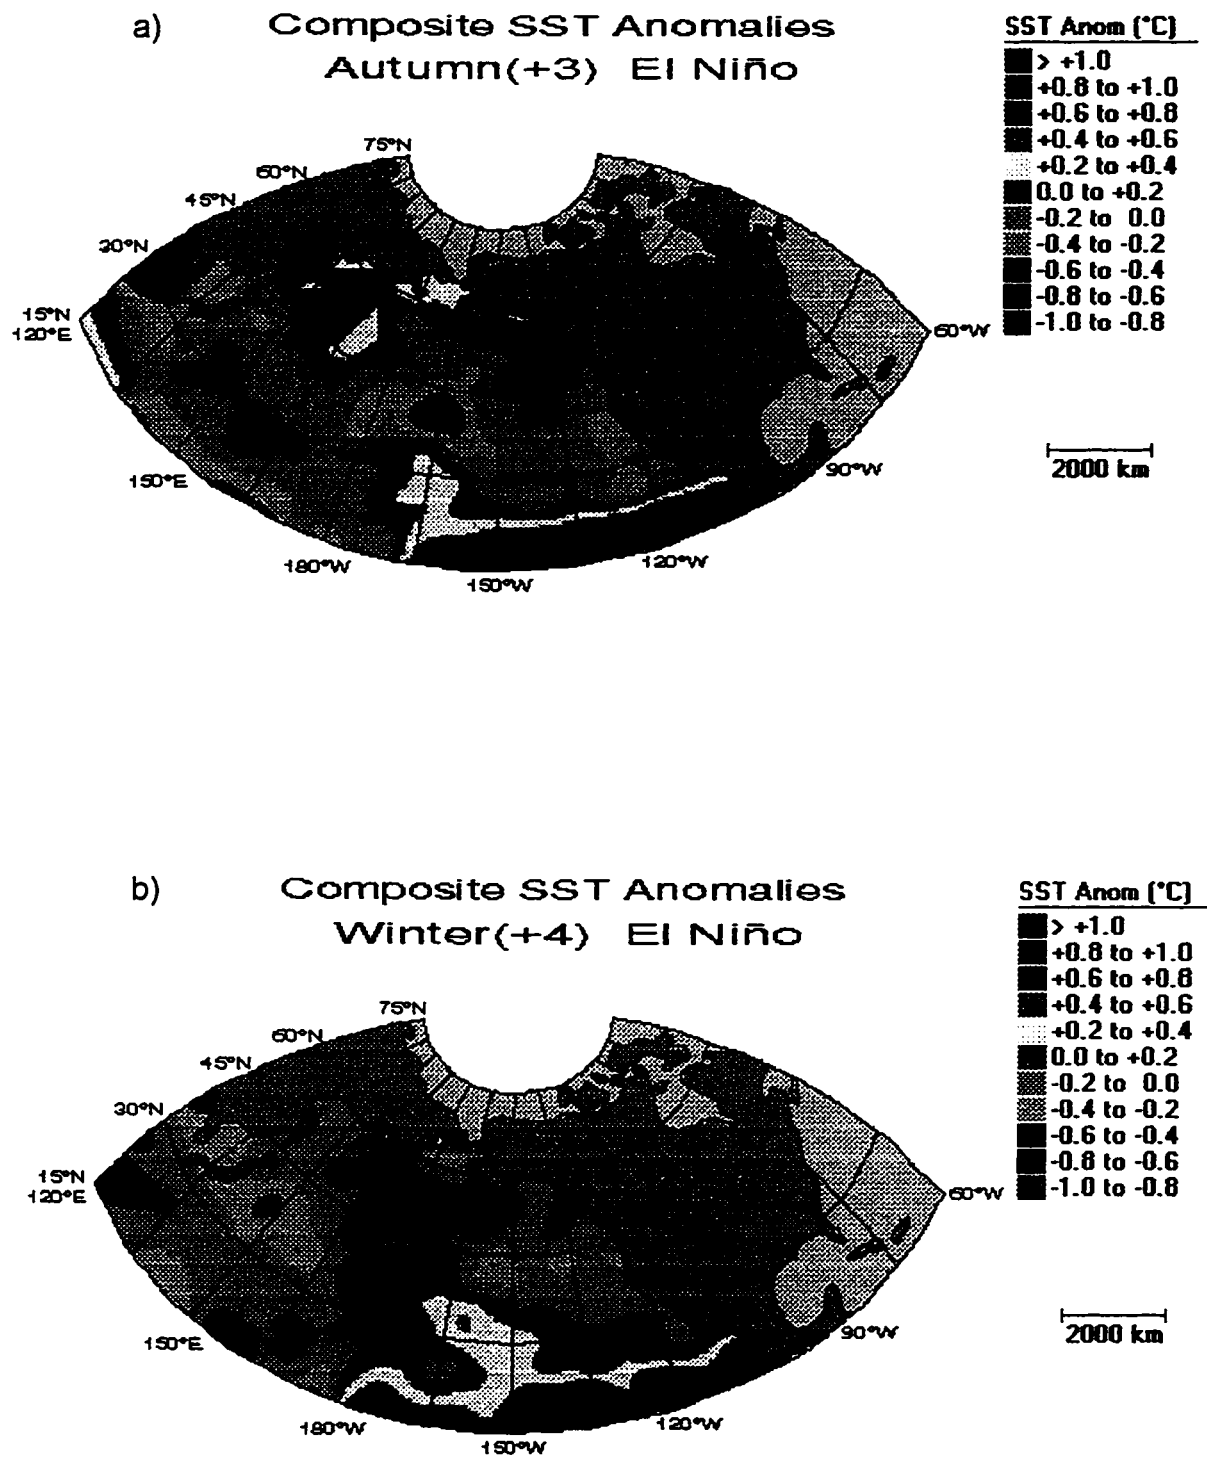 a)
Composite SST Anomalies
Autumn(+3) El Niño
SST Anom (°C)
> +1.0
+0.8 to +1.0
+0.6 to +0.8
+0.4 to +0.6
+0.2 to +0.4
0.0 to +0.2
-0.2 to 0.0
-0.4 to -0.2
-0.6 to -0.4
-0.8 to -0.6
-1.0 to -0.8
75°N
60°N
45°N
30°N
15°N
120°E
60°W
150°E
90°W
2000 km
180°W
120°W
150°W
b)
Composite SST Anomalies
Winter(+4) El Niño
SST Anom (°C)
> +1.0
+0.8 to +1.0
+0.6 to +0.8
+0.4 to +0.6
+0.2 to +0.4
0.0 to +0.2
-0.2 to 0.0
-0.4 to -0.2
-0.6 to -0.4
-0.8 to -0.6
-1.0 to -0.8
75°N
60°N
45°N
30°N
15°N
120°E
60°W
150°E
90°W
2000 km
180°W
120°W
150°W